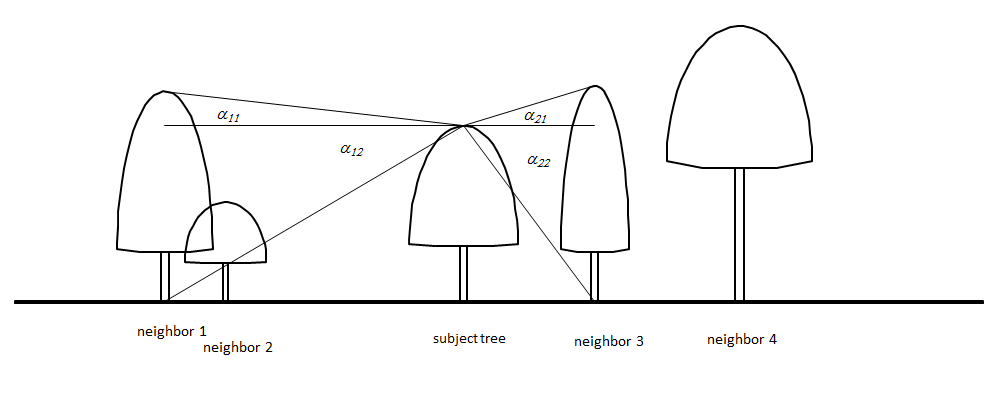 α11
α21
α12
α22
neighbor 1
neighbor 2
subject tree
neighbor 3
neighbor 4